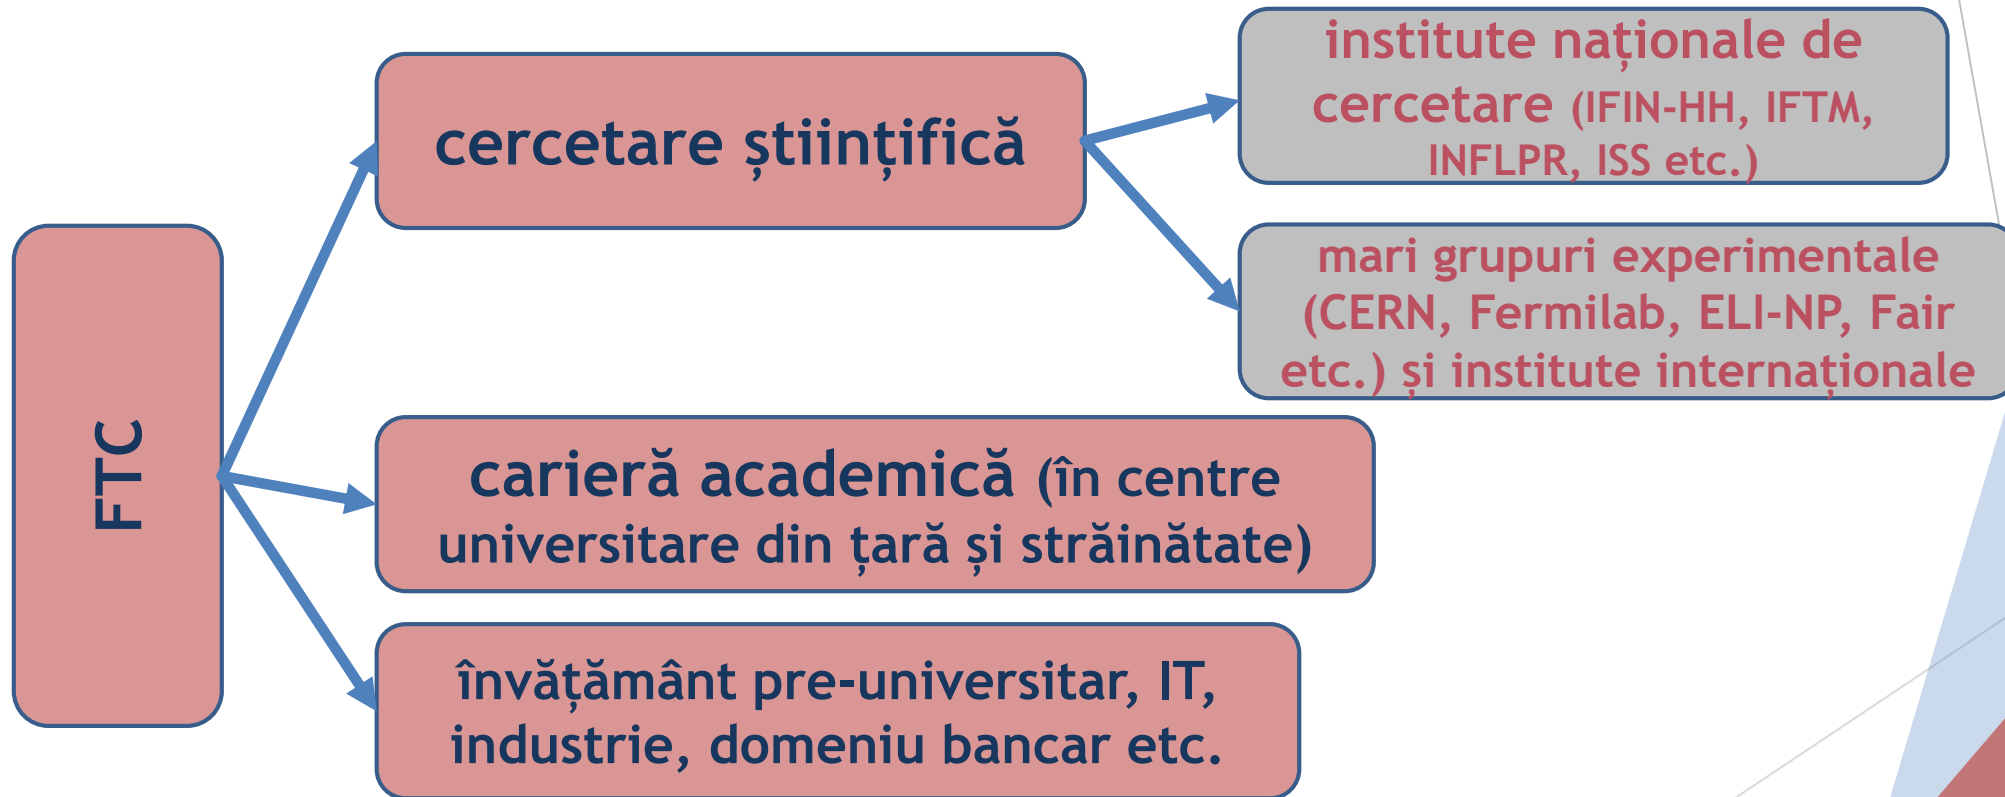 FTC
cercetare științifică
institute naționale de
cercetare (IFIN-HH, IFTM,
INFLPR, ISS etc.)
mari grupuri experimentale
(CERN, Fermilab, ELI-NP, Fair
etc.) și institute internaționale
carieră academică (în centre
universitare din țară și străinătate)
învățământ pre-universitar, IT,
industrie, domeniu bancar etc.